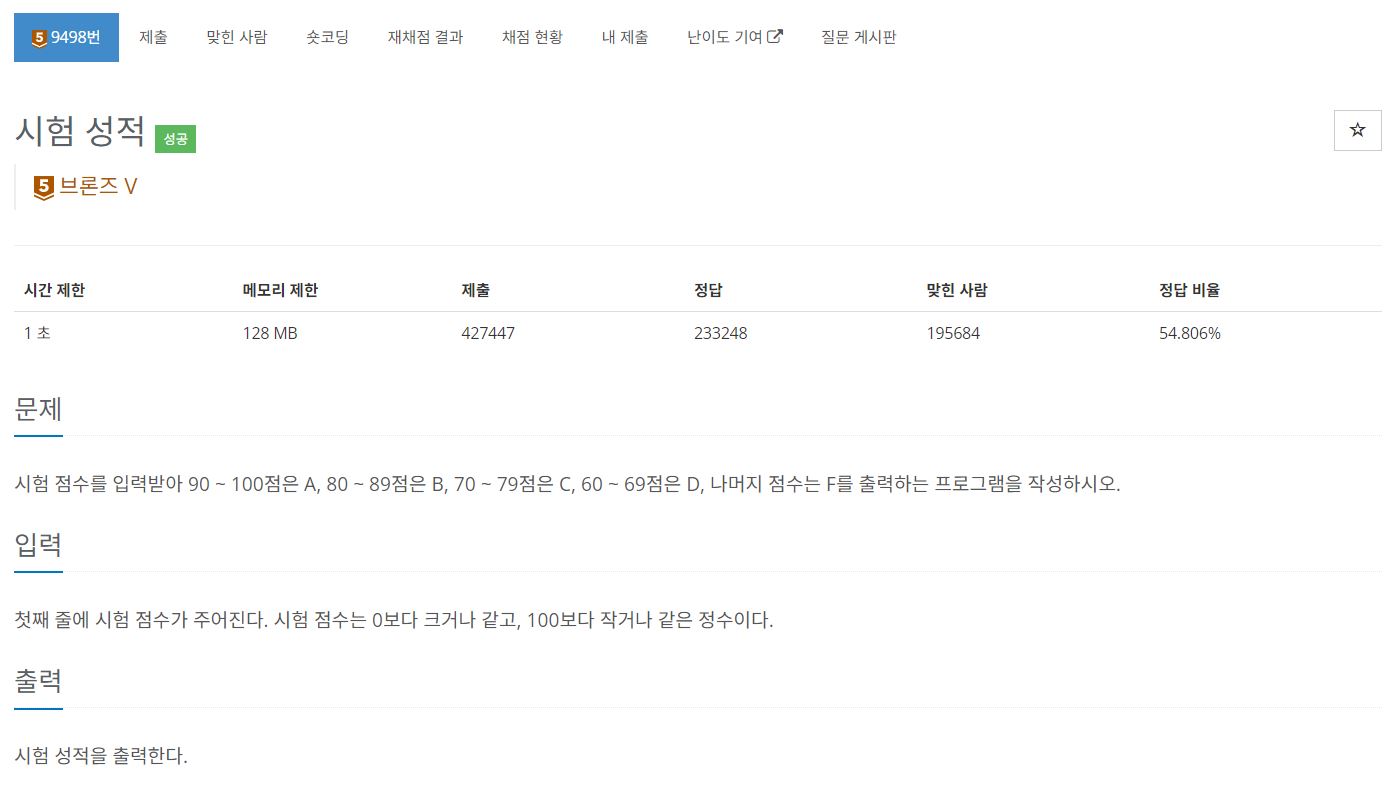 5 9498번 제출 맞힌 사람 숏코딩 재채점 결과 채점 현황 내 제출 난이도 기여 질문 게시판
시험 성적 성공
5 브론즈 V
시간 제한 메모리 제한 제출 정답 맞힌 사람 정답 비율
1 초 128 MB 427447 233248 195684 54.806%
문제
시험 점수를 입력받아 90 ~ 100점은 A, 80 ~ 89점은 B, 70 ~ 79점은 C, 60 ~ 69점은 D, 나머지 점수는 F를 출력하는 프로그램을 작성하시오.
입력
첫째 줄에 시험 점수가 주어진다. 시험 점수는 0보다 크거나 같고, 100보다 작거나 같은 정수이다.
출력
시험 성적을 출력한다.